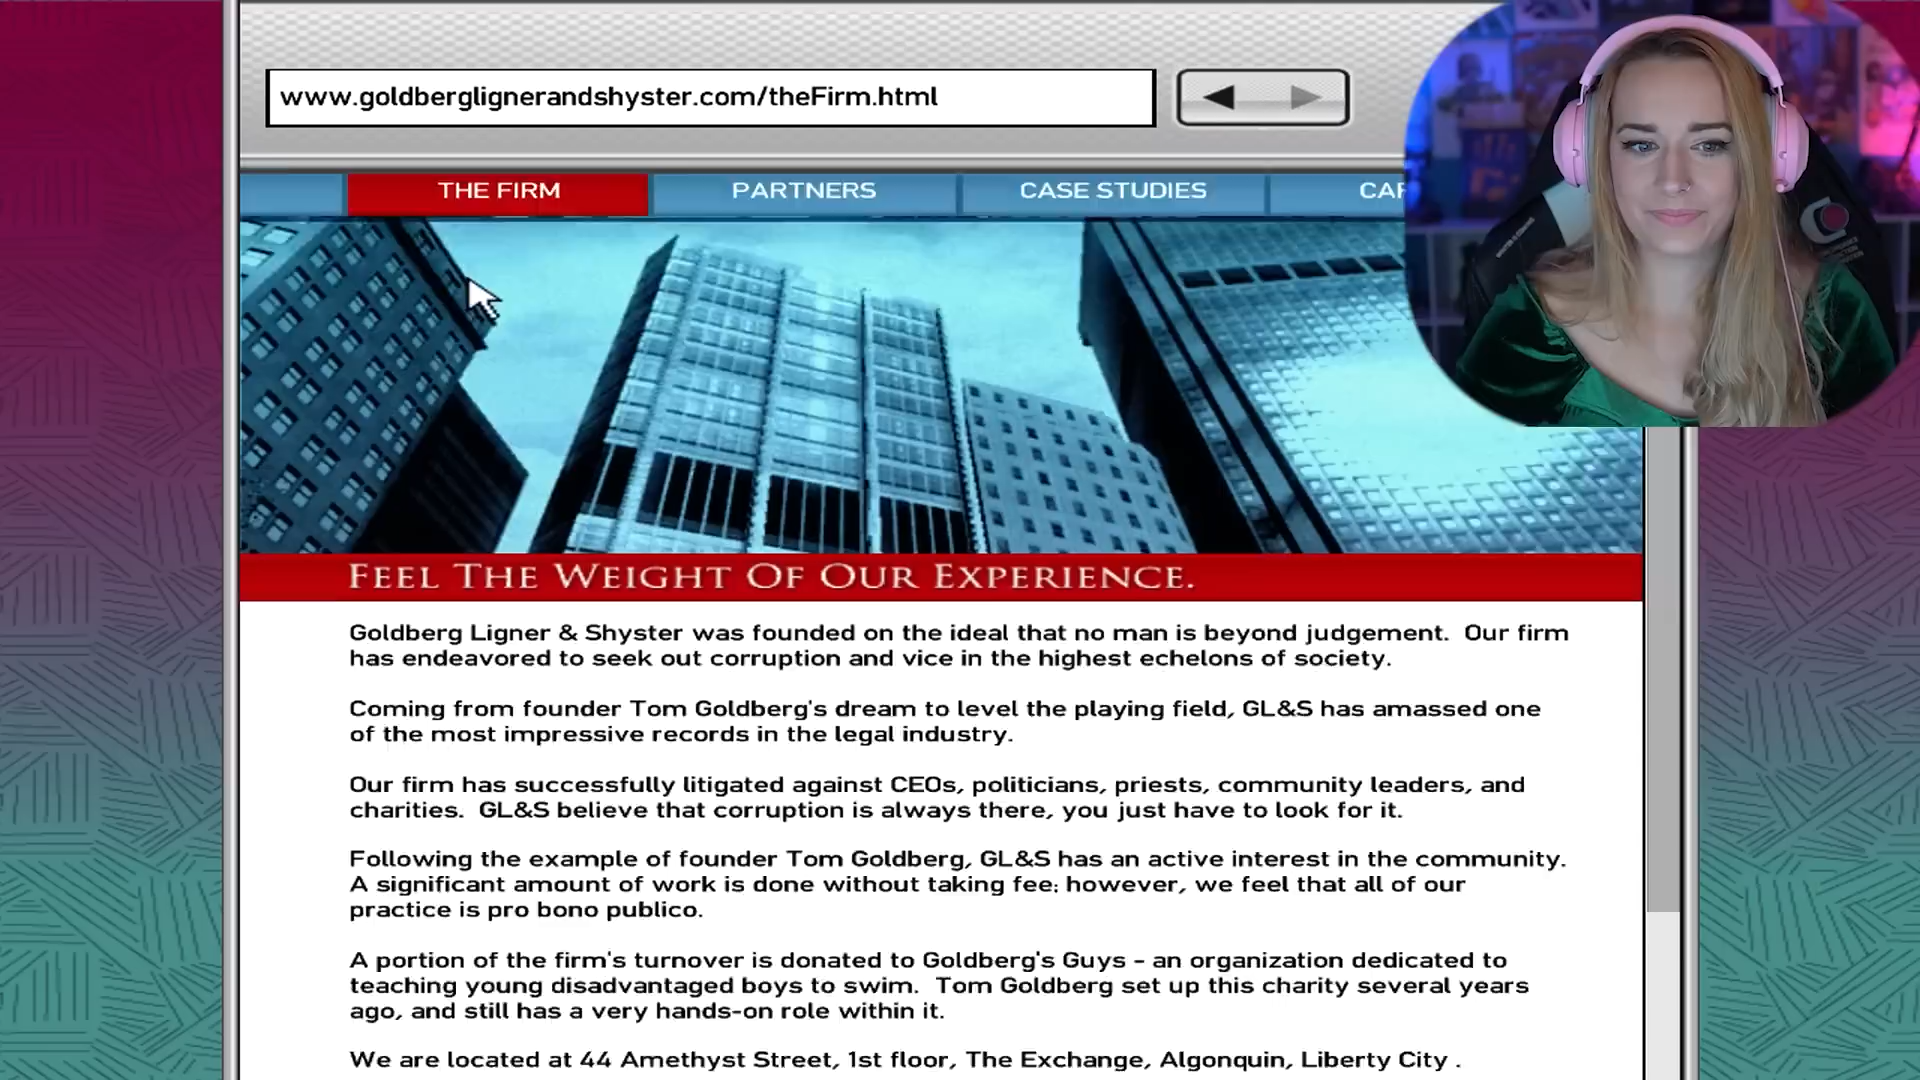 www.goldberglignerandshyster.com/theFirm.html
THE FIRM
PARTNERS
CASE STUDIES
FEEL THE WEIGHT OF OUR EXPERIENCE.
Goldberg Ligner & Shyster was founded on the ideal that no man is beyond judgement. Our firm
has endeavored to seek out corruption and vice in the highest echelons of society.
Coming from founder Tom Goldberg's dream to level the playing field, GL&S has amassed one
of the most impressive records in the legal industry.
Our firm has successfully litigated against CEOs, politicians, priests, community leaders, and
charities. GL&S believe that corruption is always there, you just have to look for it.
Following the example of founder Tom Goldberg, GL&S has an active interest in the community.
A significant amount of work is done without taking fee; however, we feel that all of our
practice is pro bono publico.
A portion of the firm's turnover is donated to Goldberg's Guys - an organization dedicated to
teaching young disadvantaged boys to swim. Tom Goldberg set up this charity several years
ago, and still has a very hands-on role within it.
We are located at 44 Amethyst Street, 1st floor, The Exchange, Algonquin, Liberty City .